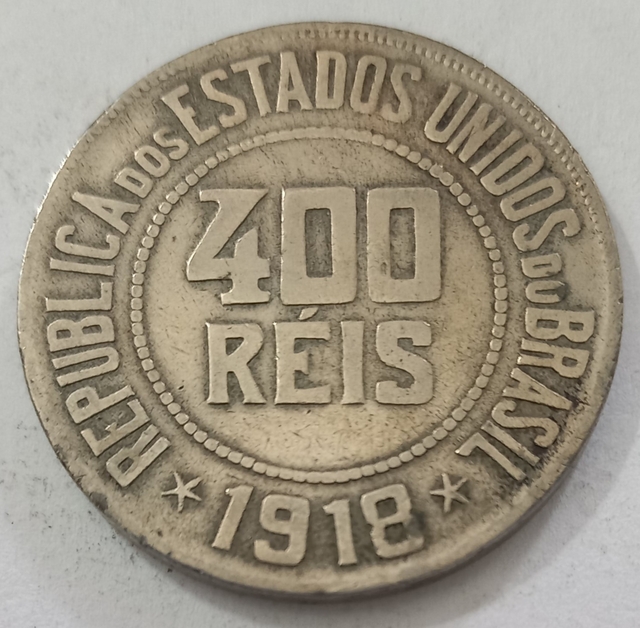 REPUBLICA DOS ESTADOS UNIDOS DO BRASIL
400
RÉIS
1918